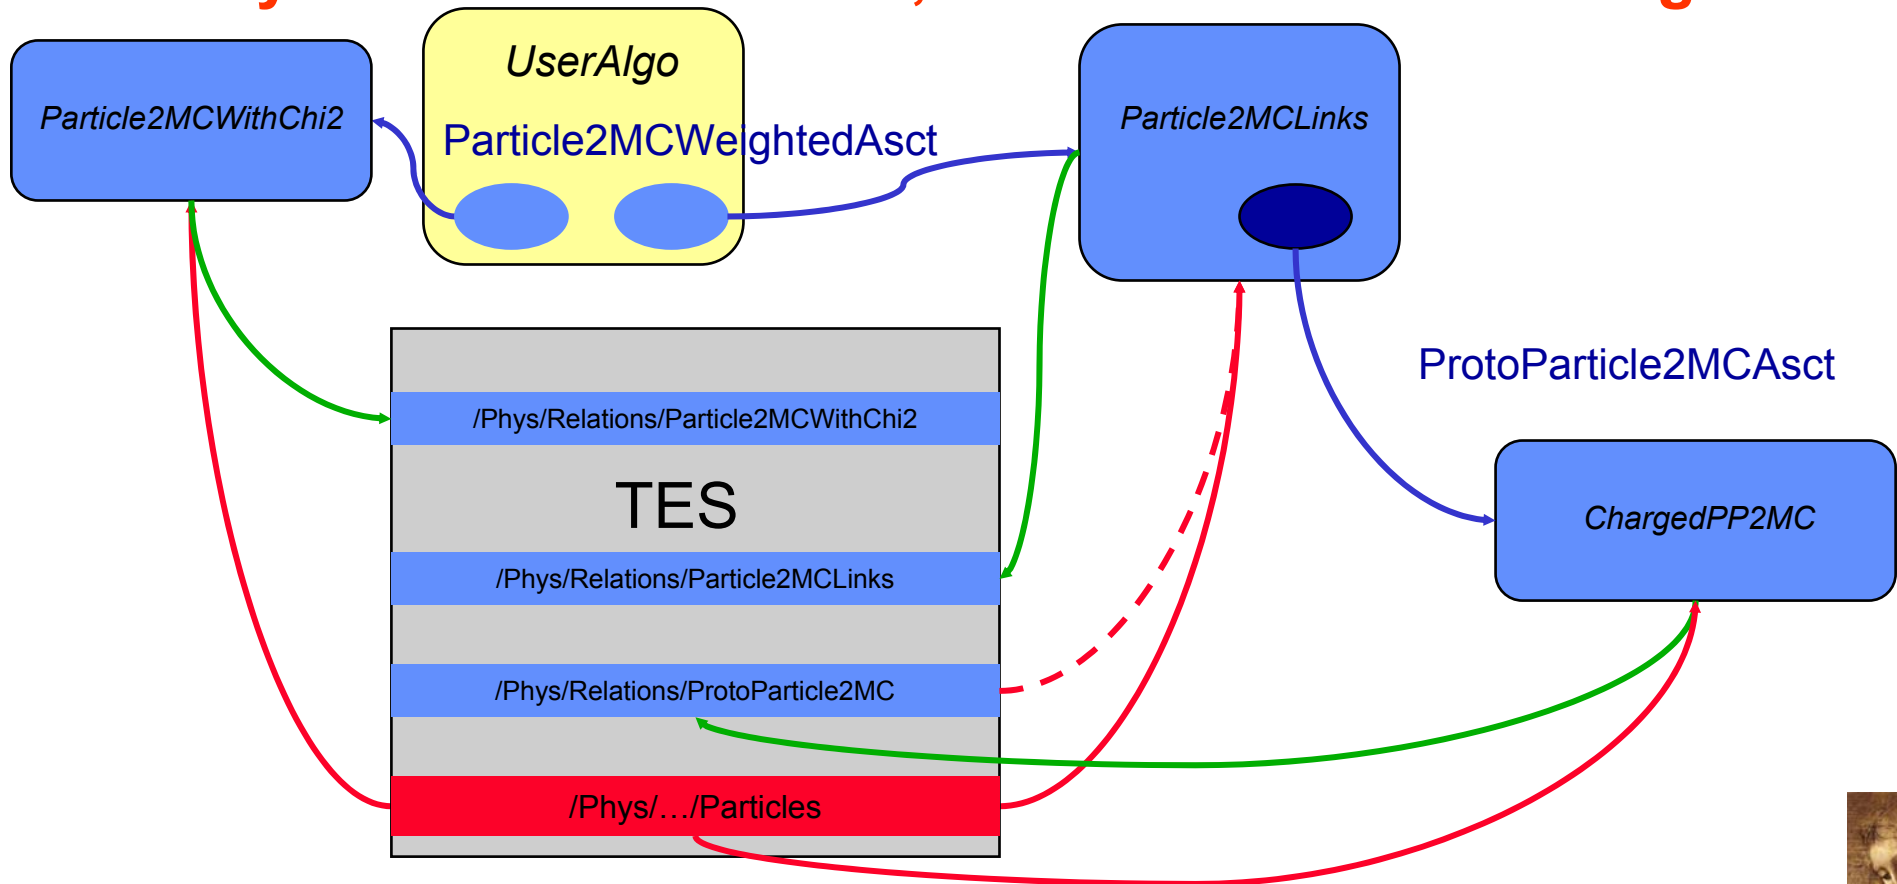 UserAlgo
Particle2MCWithChi2
Particle2MCWeightedAsct
Particle2MCLinks
ProtoParticle2MCAsct
/Phys/Relations/Particle2MCWithChi2
TES
ChargedPP2MC
/Phys/Relations/Particle2MCLinks
/Phys/Relations/ProtoParticle2MC
/Phys/…/Particles